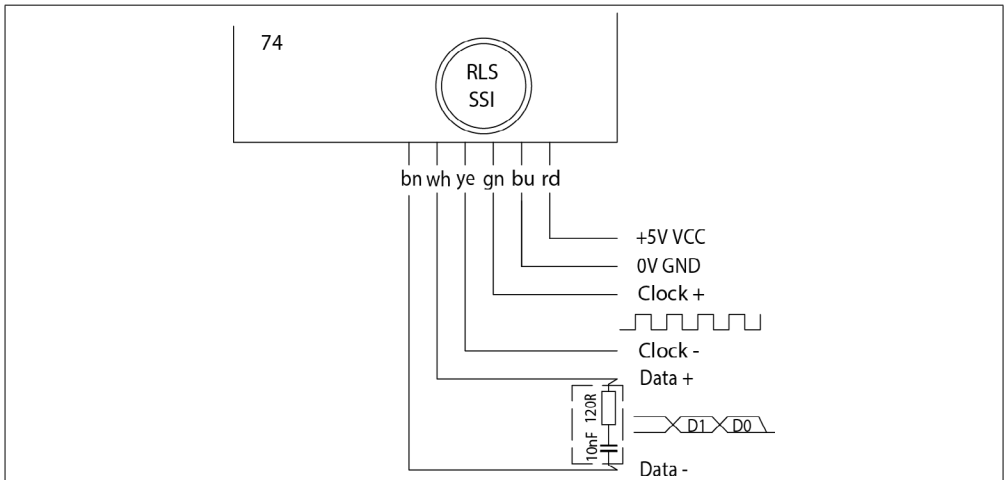 74
RLS
SSI
bn wh ye gn bu rd
+5V VCC
0V GND
Clock +
Clock -
Data +
120R
D1 D0
10nF
Data -